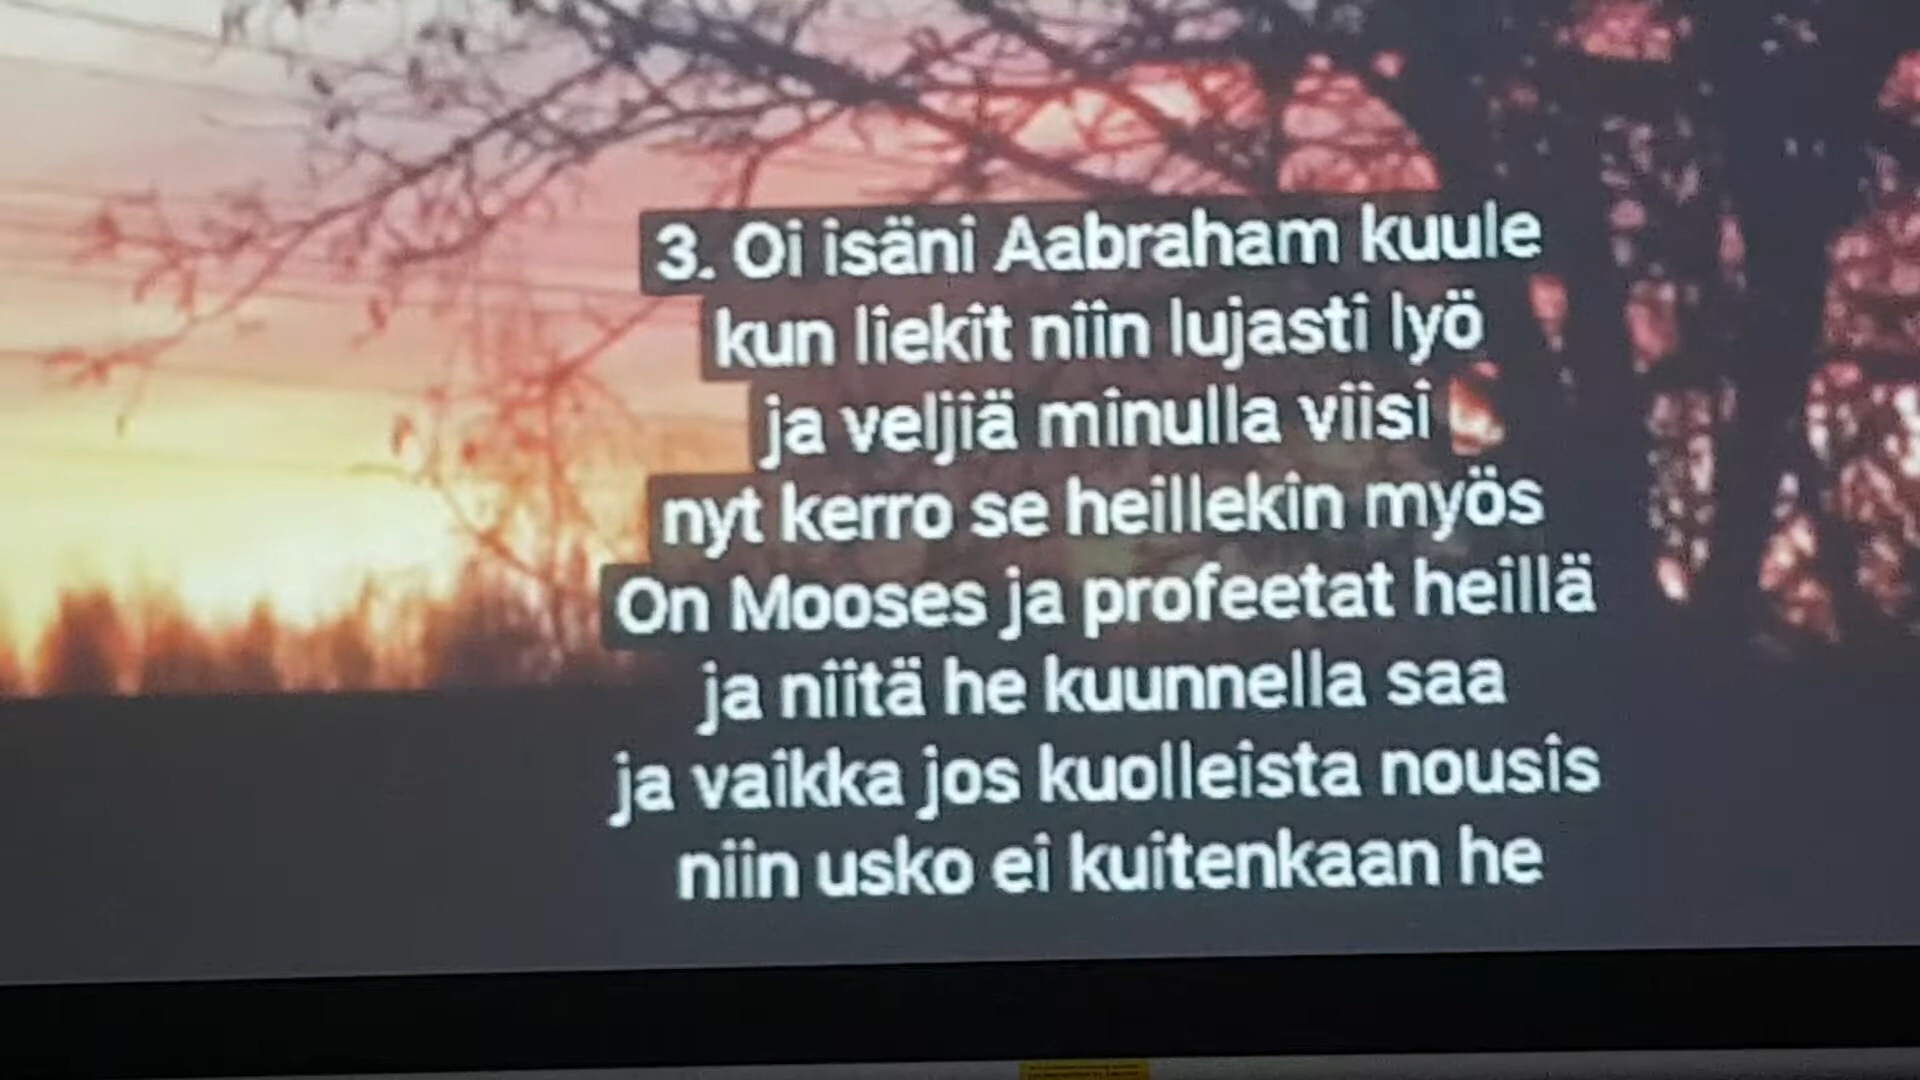 3. Oi isäni Aabraham kuule
kun liekit niin lujasti lyö
ja veljiä minulla viisi
nyt kerro se heillekin myös
On Mooses ja profeetat heillä
ja niitä he kuunnella saa
ja vaikka jos kuolleista nousis
niin usko ei kuitenkaan he